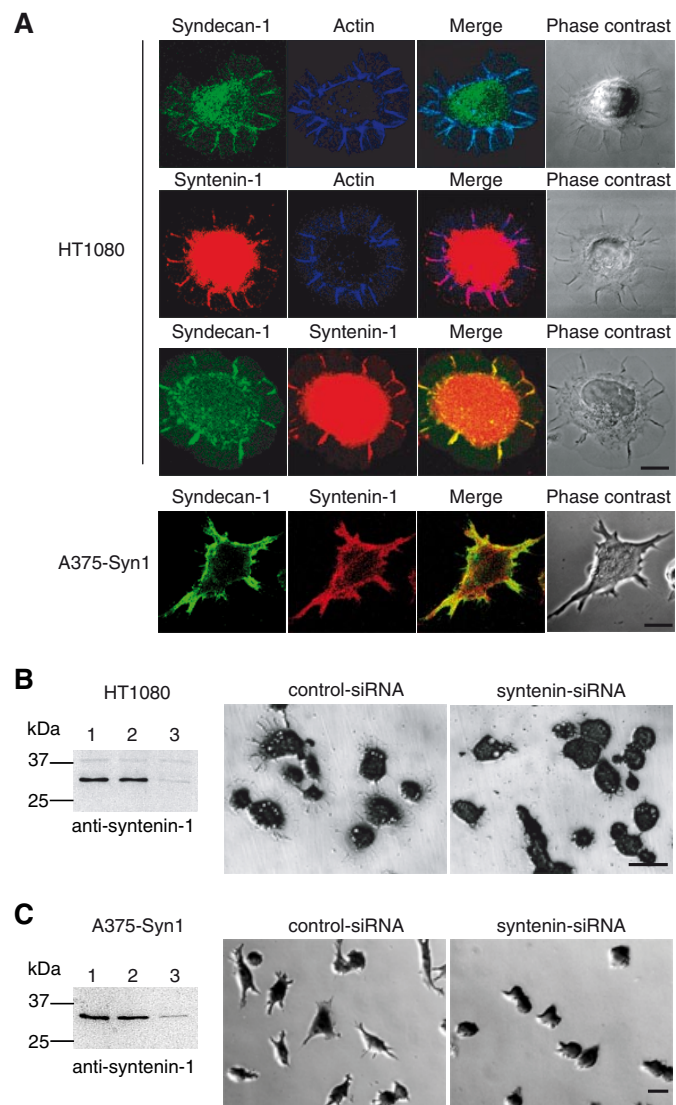 A
Syndecan-1 Actin Merge Phase contrast
Syntenin-1 Actin Merge Phase contrast
HT1080
Syndecan-1 Syntenin-1 Merge Phase contrast
Syndecan-1 Syntenin-1 Merge Phase contrast
A375-Syn1
B
HT1080
control-siRNA syntenin-siRNA
kDa
1 2 3
37
25
anti-syntenin-1
C
A375-Syn1
control-siRNA syntenin-siRNA
kDa
1 2 3
37
25
anti-syntenin-1